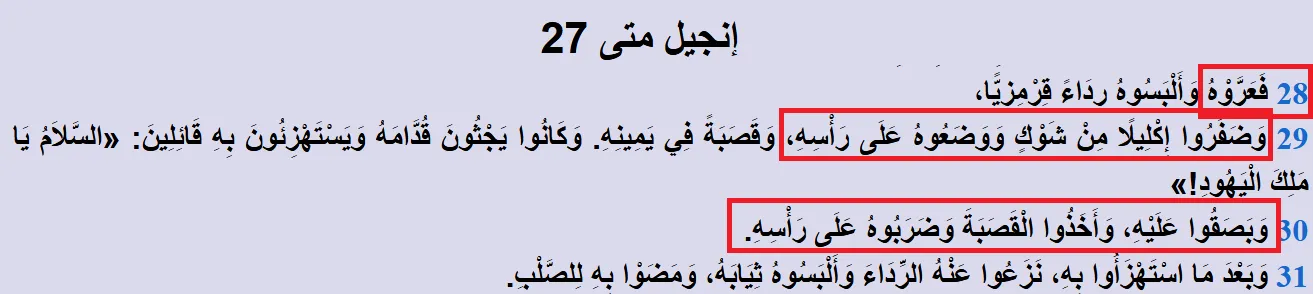 إنجيل متى 27
28 فَعَرَّوْهُ وَأَلْبَسُوهُ رِدَاءً قِرْمِزِيًّا،
29 وَضَفَرُوا إِكْلِيلًا مِنْ شَوْكٍ وَوَضَعُوهُ عَلَى رَأْسِهِ، وَقَصَبَةً فِي يَمِينِهِ. وَكَانُوا يَجْثُونَ قُدَّامَهُ وَيَسْتَهْزِئُونَ بِهِ قَائِلِينَ: «السَّلاَمُ يَا
مَلِكَ الْيَهُودِ!»
30 وَبَصَقُوا عَلَيْهِ، وَأَخَذُوا الْقَصَبَةَ وَضَرَبُوهُ عَلَى رَأْسِهِ.
31 وَبَعْدَ مَا اسْتَهْزَأُوا بِهِ، نَزَعُوا عَنْهُ الرِّدَاءَ وَأَلْبَسُوهُ ثِيَابَهُ، وَمَضَوْا بِهِ لِلصَّلْبِ.